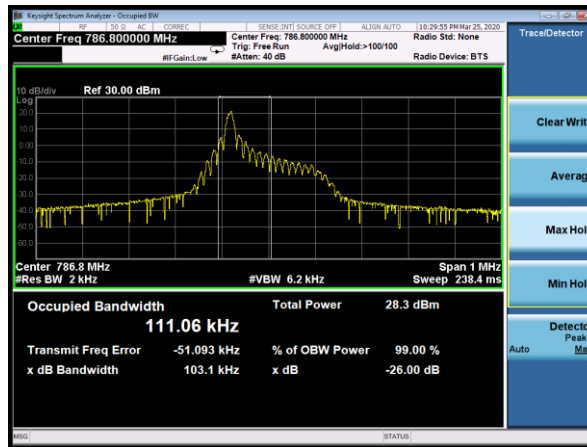 Keysight Spectrum Analyzer - Occupied BW
RF 50 Ω AC CORREC SENSE:INT SOURCE OFF ALIGN AUTO 10:29:55 PM Mar 25, 2020
Center Freq 786.800000 MHz Center Freq: 786.800000 MHz Radio Std: None Trace/Detector
Trig: Free Run Avg|Hold:>100/100
#IFGain:Low #Atten: 40 dB Radio Device: BTS
10 dB/div Ref 30.00 dBm
Log
20.0
10.0
0.00
-10.0
-20.0
-30.0
-40.0
-50.0
-60.0
Clear Writ
Averag
Max Hol
Min Hol
Center 786.8 MHz Span 1 MHz
#Res BW 2 kHz #VBW 6.2 kHz Sweep 238.4 ms
Occupied Bandwidth Total Power 28.3 dBm
111.06 kHz
Transmit Freq Error -51.093 kHz % of OBW Power 99.00 %
x dB Bandwidth 103.1 kHz x dB -26.00 dB
Detecto
Peak
Auto Ma
MSG STATUS